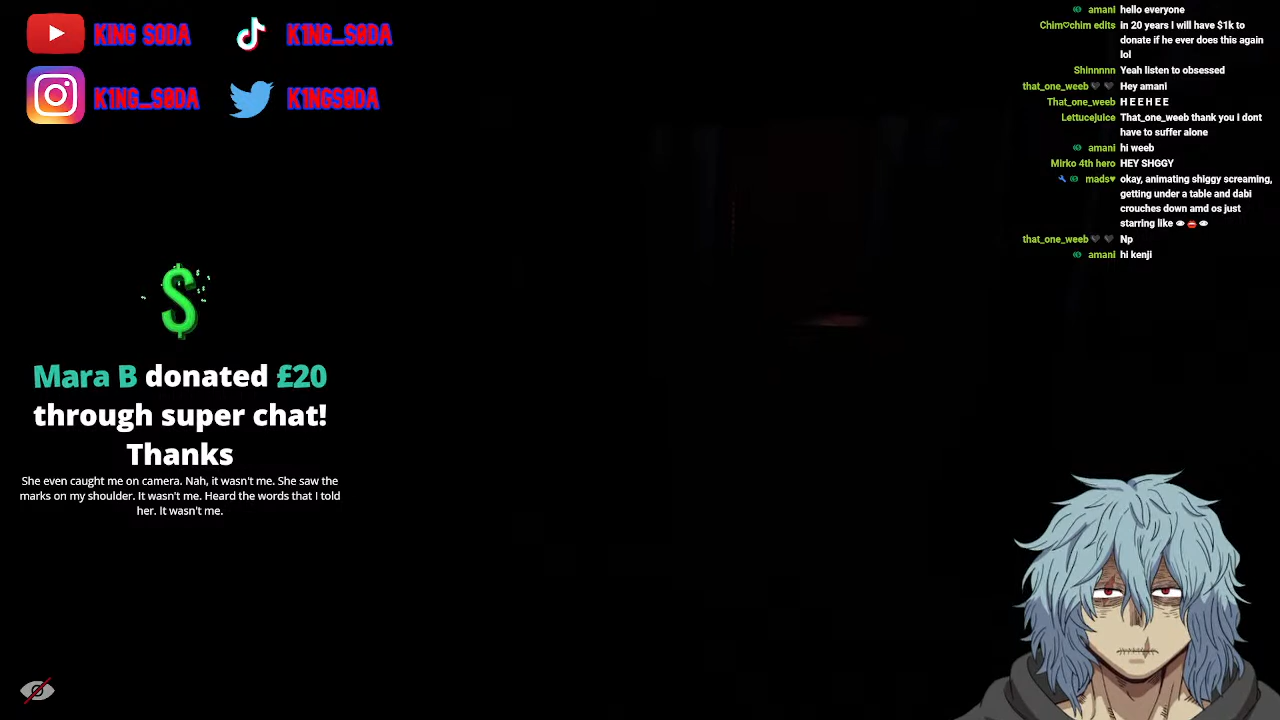 KING SODA
K1NG_S0DA
K1NG_S0DA
K1NGS0DA
$
Mara B donated £20
through super chat!
Thanks
She even caught me on camera. Nah, it wasn't me. She saw the
marks on my shoulder. It wasn't me. Heard the words that I told
her. It wasn't me.
amani hello everyone
Chim♡chim edits in 20 years I will have $1k to
donate if he ever does this again
lol
Shinnnnn Yeah listen to obsessed
that_one_weeb🖤🖤 Hey amani
That_one_weeb H E E H E E
Lettucejuice That_one_weeb thank you I dont
have to suffer alone
amani hi weeb
Mirko 4th hero HEY SHGGY
mads♥ okay, animating shiggy screaming,
getting under a table and dabi
crouches down amd os just
starring like 👁👄👁
that_one_weeb🖤🖤 Np
amani hi kenji